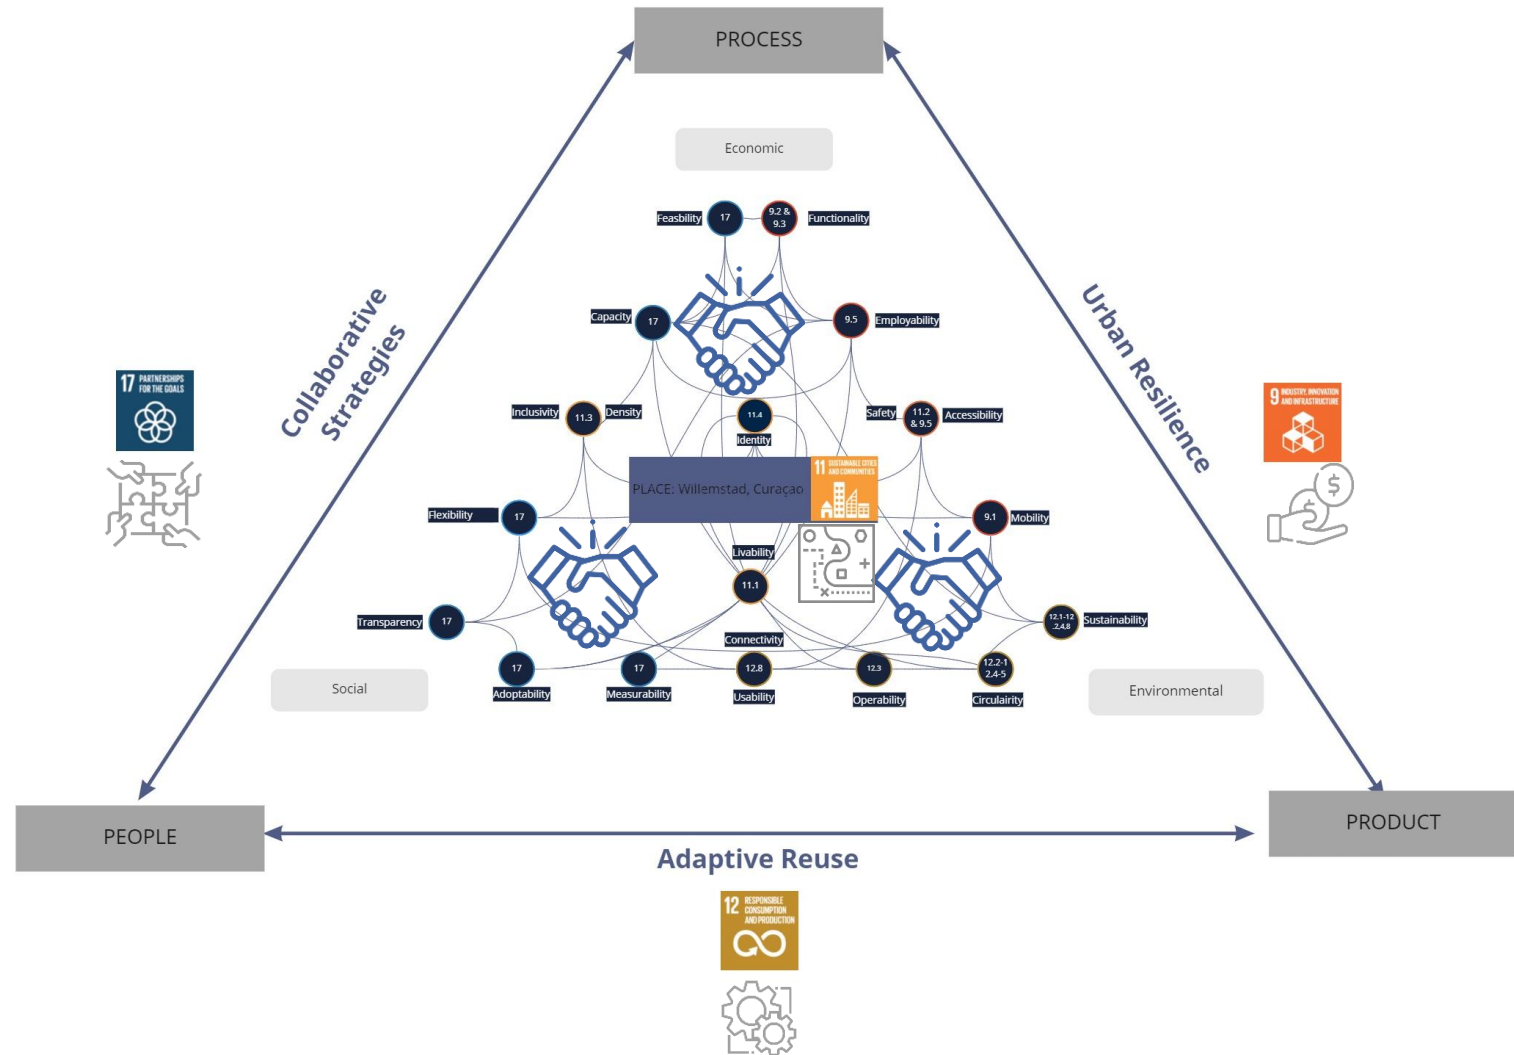 PROCESS
Economic
Feasbility
17
9.2 &
9.3
Functionality
Capacity
17
9.5
Employability
Collaborative
Strategies
Urban Resilience
17 PARTNERSHIPS
FOR THE GOALS
9 INDUSTRY, INNOVATION
AND INFRASTRUCTURE
Inclusivity
11.3
Density
11.4
Identity
Safety
11.2
& 9.5
Accessibility
PLACE: Willemstad, Curaçao
11 SUSTAINABLE CITIES
AND COMMUNITIES
Flexibility
17
9.1
Mobility
Livability
11.1
Transparency
17
12.1-12
.2,4,8
Sustainability
Connectivity
17
Adoptability
17
Measurability
12.8
Usability
12.3
Operability
12.2-1
2.4-5
Circulairity
Social
Environmental
PEOPLE
PRODUCT
Adaptive Reuse
12 RESPONSIBLE
CONSUMPTION
AND PRODUCTION